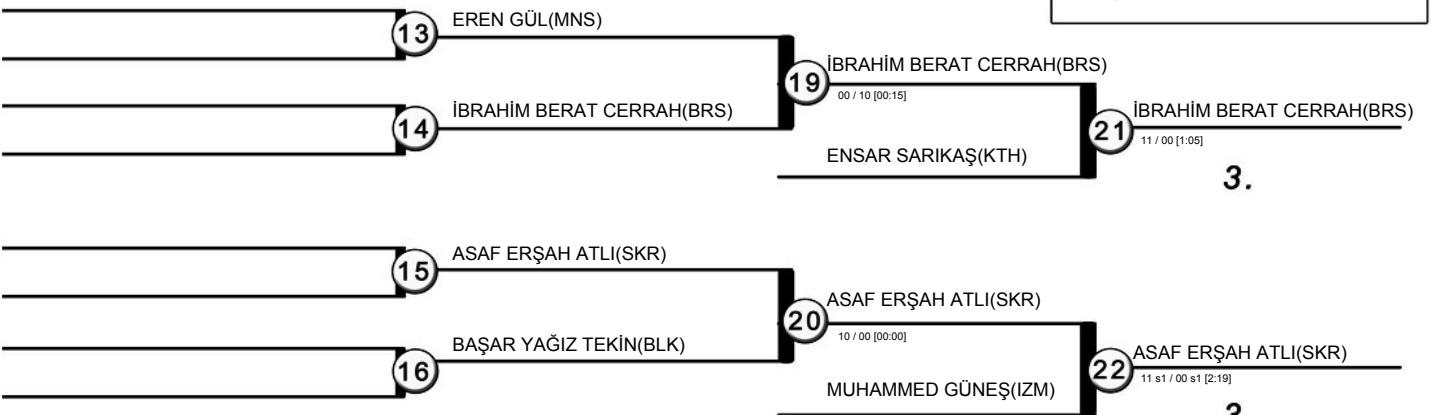 13
EREN GÜL(MNS)
19
İBRAHİM BERAT CERRAH(BRS)
00 / 10 [00:15]
14
İBRAHİM BERAT CERRAH(BRS)
21
İBRAHİM BERAT CERRAH(BRS)
11 / 00 [1:05]
ENSAR SARIKAŞ(KTH)
3.
15
ASAF ERŞAH ATLI(SKR)
20
ASAF ERŞAH ATLI(SKR)
10 / 00 [00:00]
16
BAŞAR YAĞIZ TEKİN(BLK)
22
ASAF ERŞAH ATLI(SKR)
11 s1 / 00 s1 [2:19]
MUHAMMED GÜNEŞ(IZM)